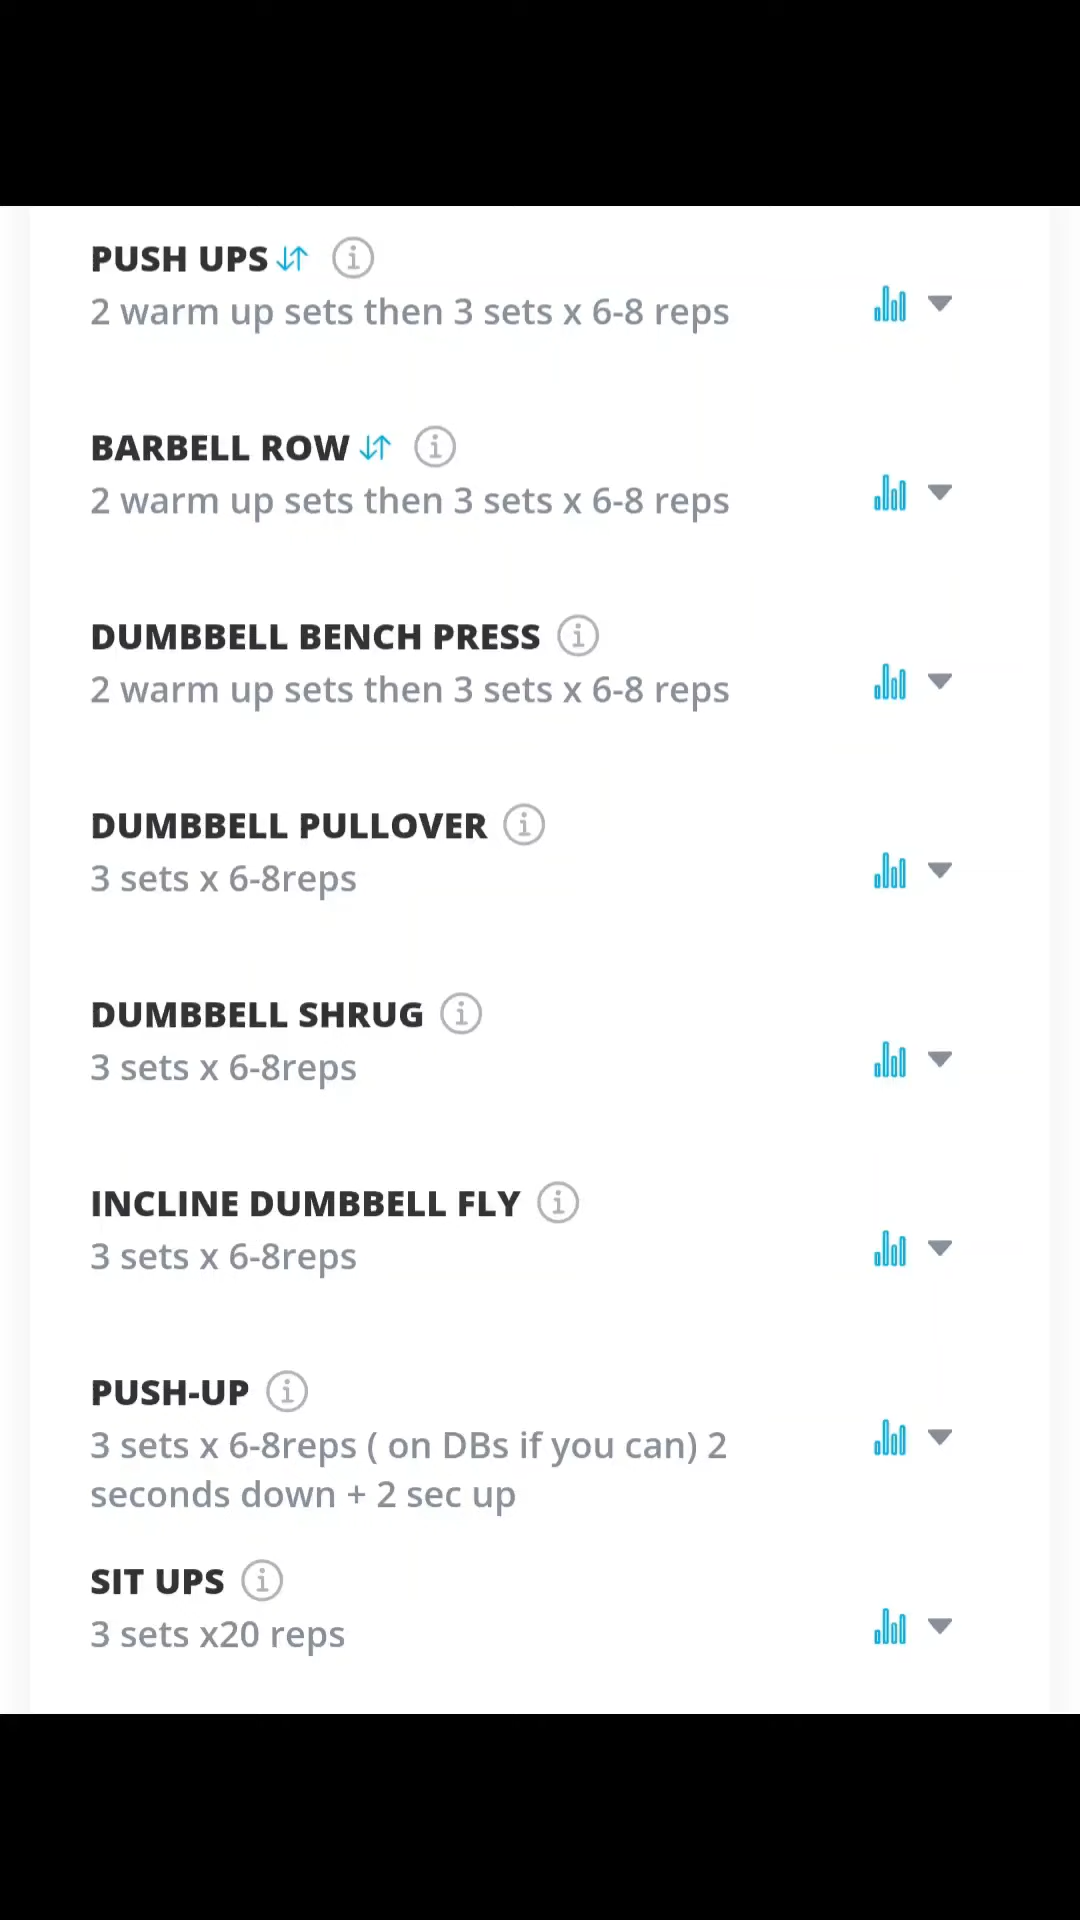 PUSH UPS
2 warm up sets then 3 sets x 6-8 reps
BARBELL ROW
2 warm up sets then 3 sets x 6-8 reps
DUMBBELL BENCH PRESS
2 warm up sets then 3 sets x 6-8 reps
DUMBBELL PULLOVER
3 sets x 6-8reps
DUMBBELL SHRUG
3 sets x 6-8reps
INCLINE DUMBBELL FLY
3 sets x 6-8reps
PUSH-UP
3 sets x 6-8reps ( on DBs if you can) 2
seconds down + 2 sec up
SIT UPS
3 sets x20 reps